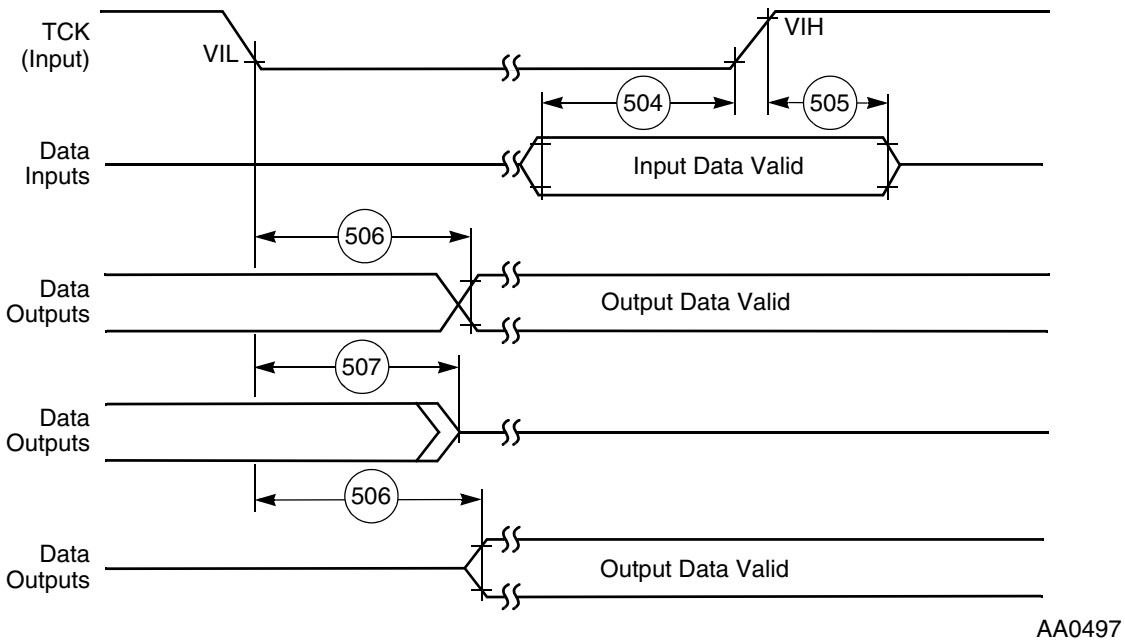 TCK
(Input)
VIL
VIH
504
505
Data
Inputs
Input Data Valid
506
Data
Outputs
Output Data Valid
507
Data
Outputs
506
Data
Outputs
Output Data Valid
AA0497